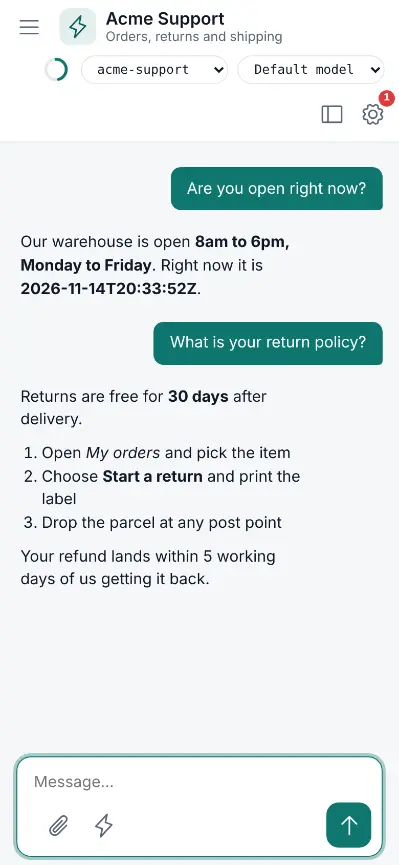 Acme Support
Orders, returns and shipping
acme-support
Default model
1
Are you open right now?
Our warehouse is open 8am to 6pm,
Monday to Friday. Right now it is
2026-11-14T20:33:52Z.
What is your return policy?
Returns are free for 30 days after
delivery.
1. Open My orders and pick the item
2. Choose Start a return and print the
label
3. Drop the parcel at any post point
Your refund lands within 5 working
days of us getting it back.
Message...